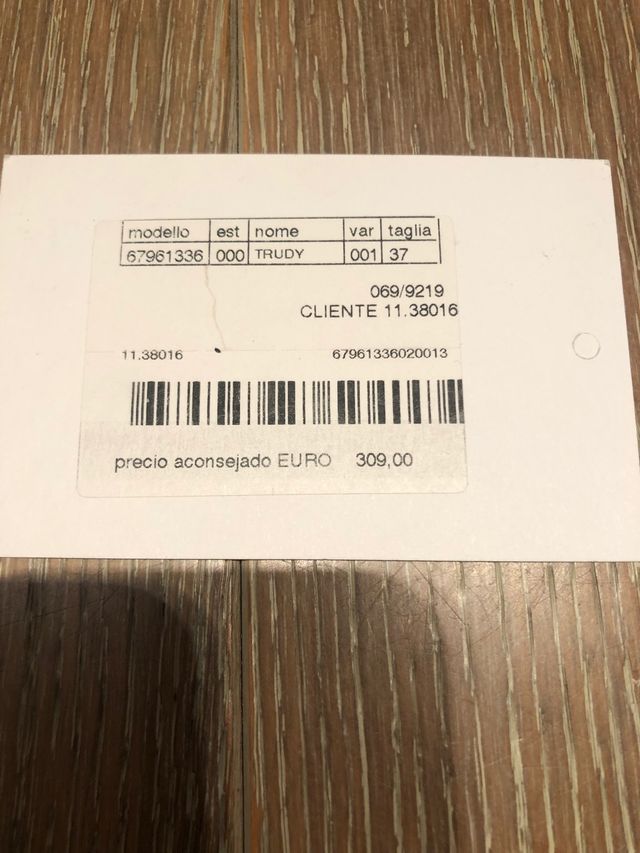 modello est nome var taglia
67961336 000 TRUDY 001 37
069/9219
CLIENTE 11.38016
11.38016 67961336020013
precio aconsejado EURO 309,00